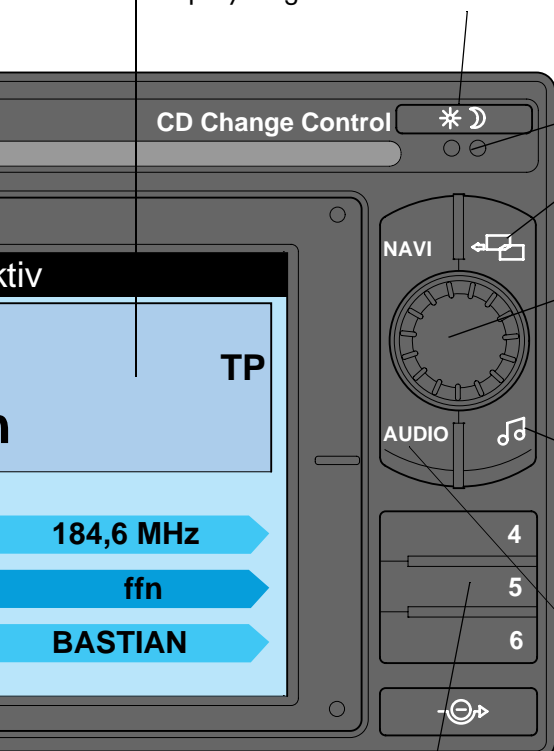 CD Change Control
NAVI
ktiv
TP
n
AUDIO
184,6 MHz
4
ffn
5
BASTIAN
6